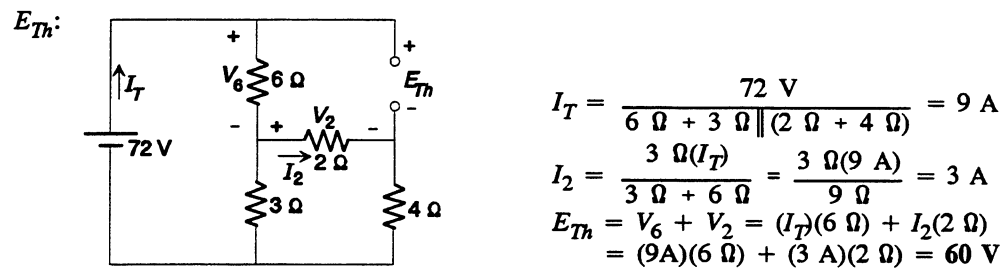 E_Th:
+
+
I_T
V_6
6 Ω
E_Th
-
V_2
-
+
-
72 V
I_2
2 Ω
3 Ω
4 Ω
I_T = 72 V / (6 Ω + 3 Ω||(2 Ω + 4 Ω)) = 9 A
I_2 = 3 Ω(I_T) / (3 Ω + 6 Ω) = 3 Ω(9 A) / 9 Ω = 3 A
E_Th = V_6 + V_2 = (I_T)(6 Ω) + I_2(2 Ω)
= (9A)(6 Ω) + (3 A)(2 Ω) = 60 V